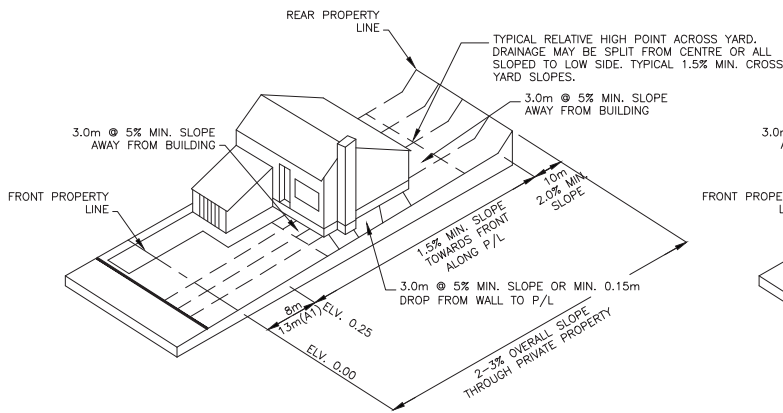 REAR PROPERTY
LINE
TYPICAL RELATIVE HIGH POINT ACROSS YARD.
DRAINAGE MAY BE SPLIT FROM CENTRE OR ALL
SLOPED TO LOW SIDE. TYPICAL 1.5% MIN. CROSS
YARD SLOPES.
3.0m @ 5% MIN. SLOPE
AWAY FROM BUILDING
3.0m @ 5% MIN. SLOPE
AWAY FROM BUILDING
FRONT PROPERTY
LINE
10m
2.0% MIN.
SLOPE
1.5% MIN. SLOPE
TOWARDS FRONT
ALONG P/L
3.0m @ 5% MIN. SLOPE OR MIN. 0.15m
DROP FROM WALL TO P/L
8m
13m(A1)
ELV. 0.25
ELV. 0.00
2-3% OVERALL SLOPE
THROUGH PRIVATE PROPERTY
3.0m
FRONT PROPE